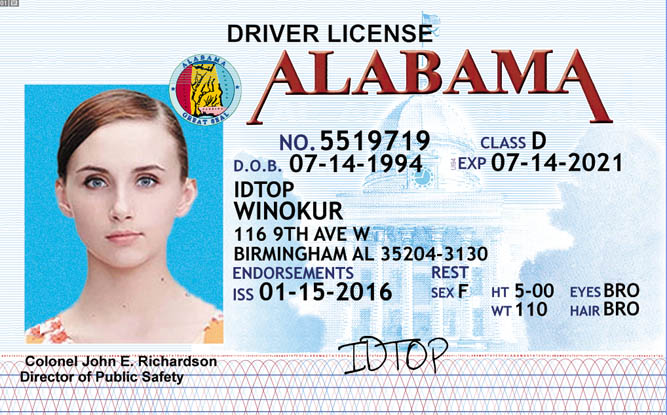 DRIVER LICENSE
ALABAMA
ALABAMA
GREAT SEAL
NO. 5519719 CLASS D
D.O.B. 07-14-1994 EXP 07-14-2021
IDTOP
WINOKUR
116 9TH AVE W
BIRMINGHAM AL 35204-3130
ENDORSEMENTS REST
ISS 01-15-2016 SEX F HT 5-00 EYES BRO
WT 110 HAIR BRO
IDTOP
Colonel John E. Richardson
Director of Public Safety